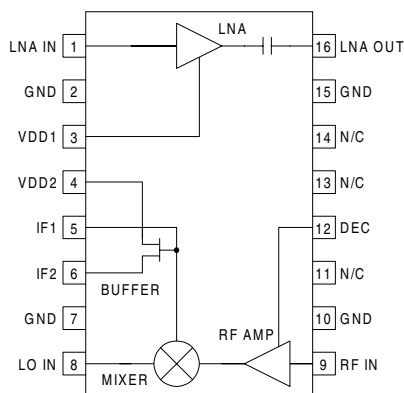 LNA
LNA IN 1
16 LNA OUT
GND 2
15 GND
VDD1 3
14 N/C
VDD2 4
13 N/C
IF1 5
12 DEC
IF2 6
11 N/C
BUFFER
GND 7
10 GND
RF AMP
LO IN 8
9 RF IN
MIXER